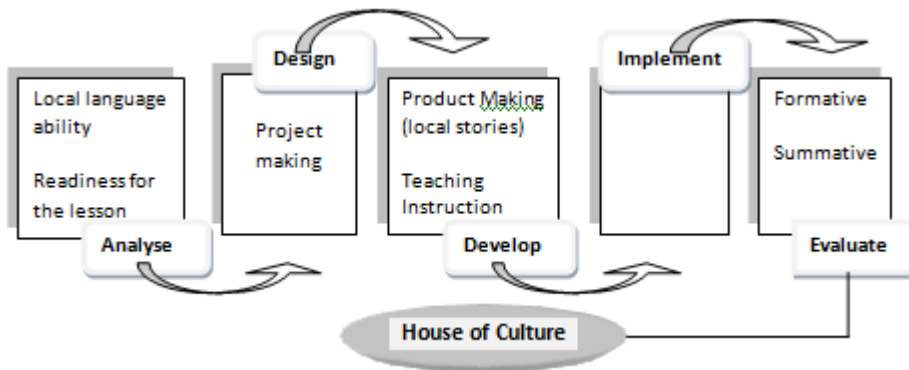 Design
Implement
Local language
ability
Readiness for
the lesson
Project
making
Product Making
(local stories)
Teaching
Instruction
Formative
Summative
Analyse
Develop
Evaluate
House of Culture